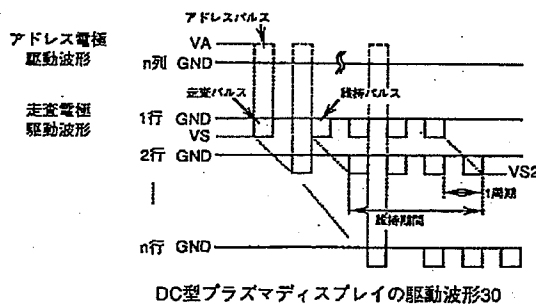 アドレスパルス
アドレス電極
駆動波形
VA
n列 GND
走査パルス
維持パルス
走査電極
駆動波形
1行 GND
VS
2行 GND
VS2
1周期
維持期間
n行 GND
DC型プラズマディスプレイの駆動波形30